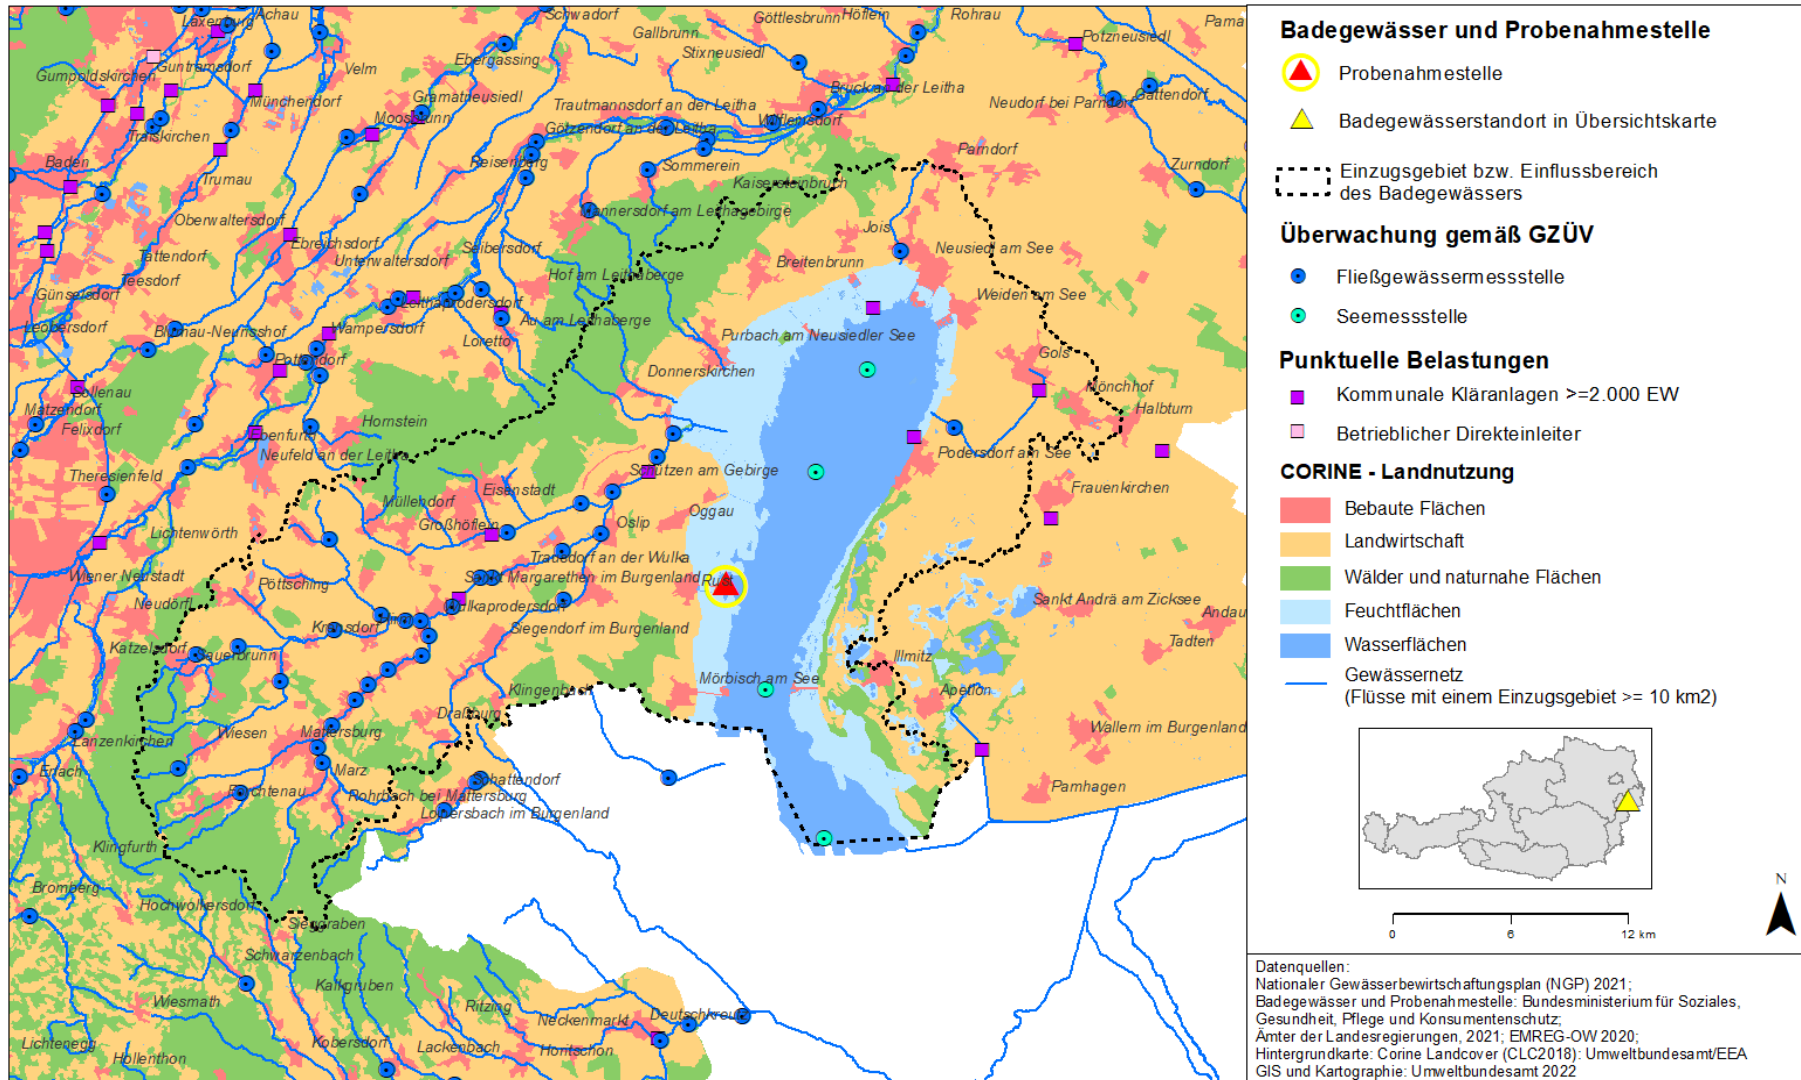 Achau
Laxenburg
Schwadorf
Göttlesbrunn
Höflein
Rohrau
Pama
Gallbrunn
Stixneusiedl
Potzneusiedl
Ebergassing
Velm
Guntramsdorf
Gumpoldskirchen
Münchendorf
Gramatneusiedl
Moosbrunn
Trautmannsdorf an der Leitha
Bruck an der Leitha
Neudorf bei Parndorf
Gattendorf
Wilfleinsdorf
Götzendorf an der Leitha
Traiskirchen
Baden
Reisenberg
Sommerein
Parndorf
Zurndorf
Trumau
Kaisersteinbruch
Mannersdorf am Leithagebirge
Oberwaltersdorf
Ebreichsdorf
Seibersdorf
Jois
Neusiedl am See
Tattendorf
Unterwaltersdorf
Breitenbrunn
Teesdorf
Hof am Leithaberge
Günselsdorf
Leithaprodersdorf
Weiden am See
Leobersdorf
Blumau-Neurisshof
Wampersdorf
Au am Leithaberge
Loretto
Purbach am Neusiedler See
Pottendorf
Gols
Donnerskirchen
Mönchhof
Sollenau
Matzendorf
Halbturn
Felixdorf
Hornstein
Ebenfurth
Neufeld an der Leitha
Podersdorf am See
Theresienfeld
Schützen am Gebirge
Müllendorf
Eisenstadt
Frauenkirchen
Oggau
Großhöflein
Oslip
Lichtenwörth
Trausdorf an der Wulka
Wiener Neustadt
Pöttsching
Sankt Margarethen im Burgenland
Rust
Neudörfl
Wulkaprodersdorf
Sankt Andrä am Zicksee
Andau
Krensdorf
Siegendorf im Burgenland
Tadten
Katzelsdorf
Sauerbrunn
Illmitz
Klingenbach
Mörbisch am See
Apetlon
Draßburg
Wallern im Burgenland
Lanzenkirchen
Wiesen
Mattersburg
Erlach
Marz
Schattendorf
Pamhagen
Forchtenau
Rohrbach bei Mattersburg
Loipersbach im Burgenland
Klingfurth
Bromberg
Hochwolkersdorf
Sieggraben
Schwarzenbach
Kalkgruben
Wiesmath
Ritzing
Neckenmarkt
Deutschkreutz
Lichtenegg
Hollenthon
Kobersdorf
Lackenbach
Horitschon
Badegewässer und Probenahmestelle
Probenahmestelle
Badegewässerstandort in Übersichtskarte
Einzugsgebiet bzw. Einflussbereich
des Badegewässers
Überwachung gemäß GZÜV
Fließgewässermessstelle
Seemessstelle
Punktuelle Belastungen
Kommunale Kläranlagen >=2.000 EW
Betrieblicher Direkteinleiter
CORINE - Landnutzung
Bebaute Flächen
Landwirtschaft
Wälder und naturnahe Flächen
Feuchtflächen
Wasserflächen
Gewässernetz
(Flüsse mit einem Einzugsgebiet >= 10 km2)
N
0 6 12 km
Datenquellen:
Nationaler Gewässerbewirtschaftungsplan (NGP) 2021;
Badegewässer und Probenahmestelle: Bundesministerium für Soziales,
Gesundheit, Pflege und Konsumentenschutz;
Ämter der Landesregierungen, 2021; EMREG-OW 2020;
Hintergrundkarte: Corine Landcover (CLC2018): Umweltbundesamt/EEA
GIS und Kartographie: Umweltbundesamt 2022